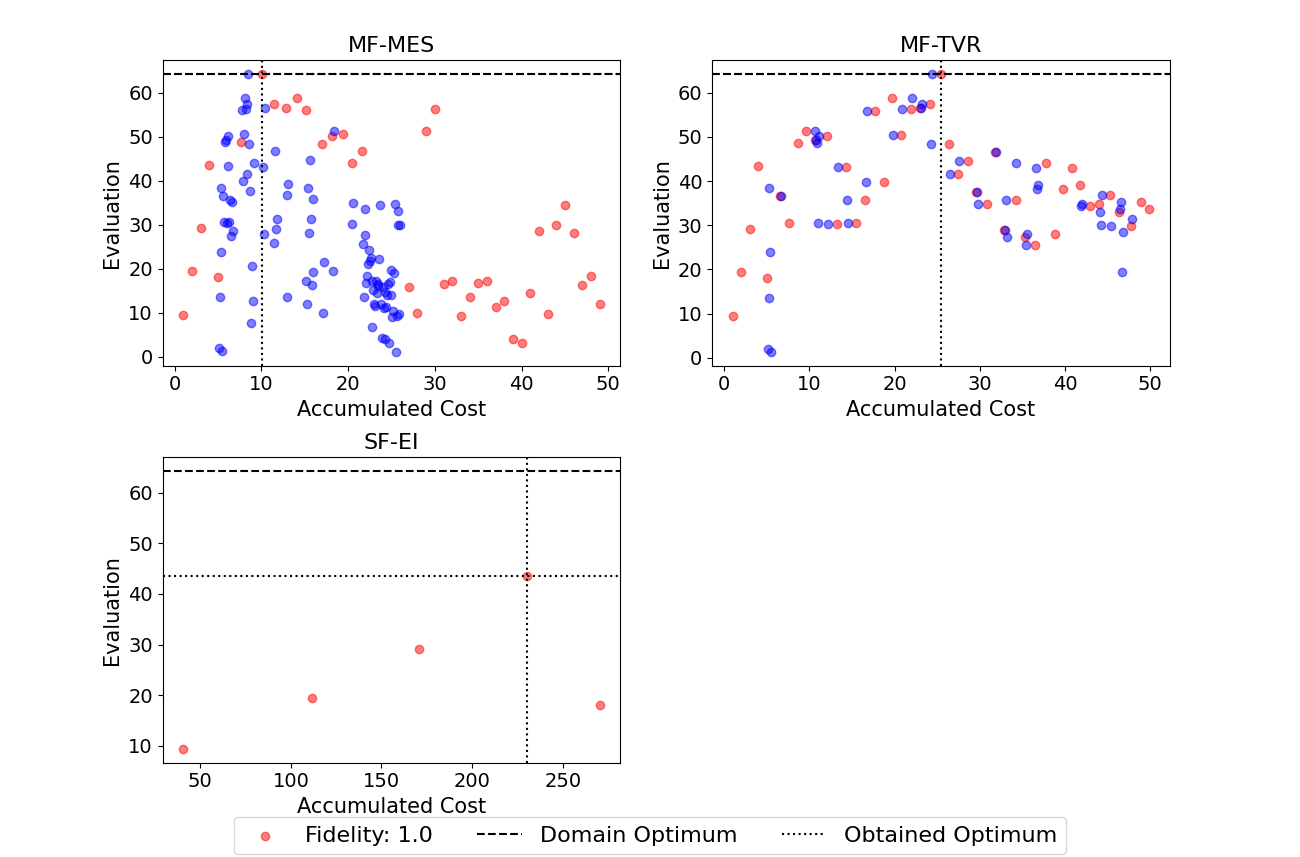 MF-MES
60
50
40
30
20
10
0
Evaluation
0 10 20 30 40 50
Accumulated Cost
MF-TVR
60
50
40
30
20
10
0
Evaluation
0 10 20 30 40 50
Accumulated Cost
SF-EI
60
50
40
30
20
10
Evaluation
50 100 150 200 250
Accumulated Cost
Fidelity: 1.0 Domain Optimum Obtained Optimum